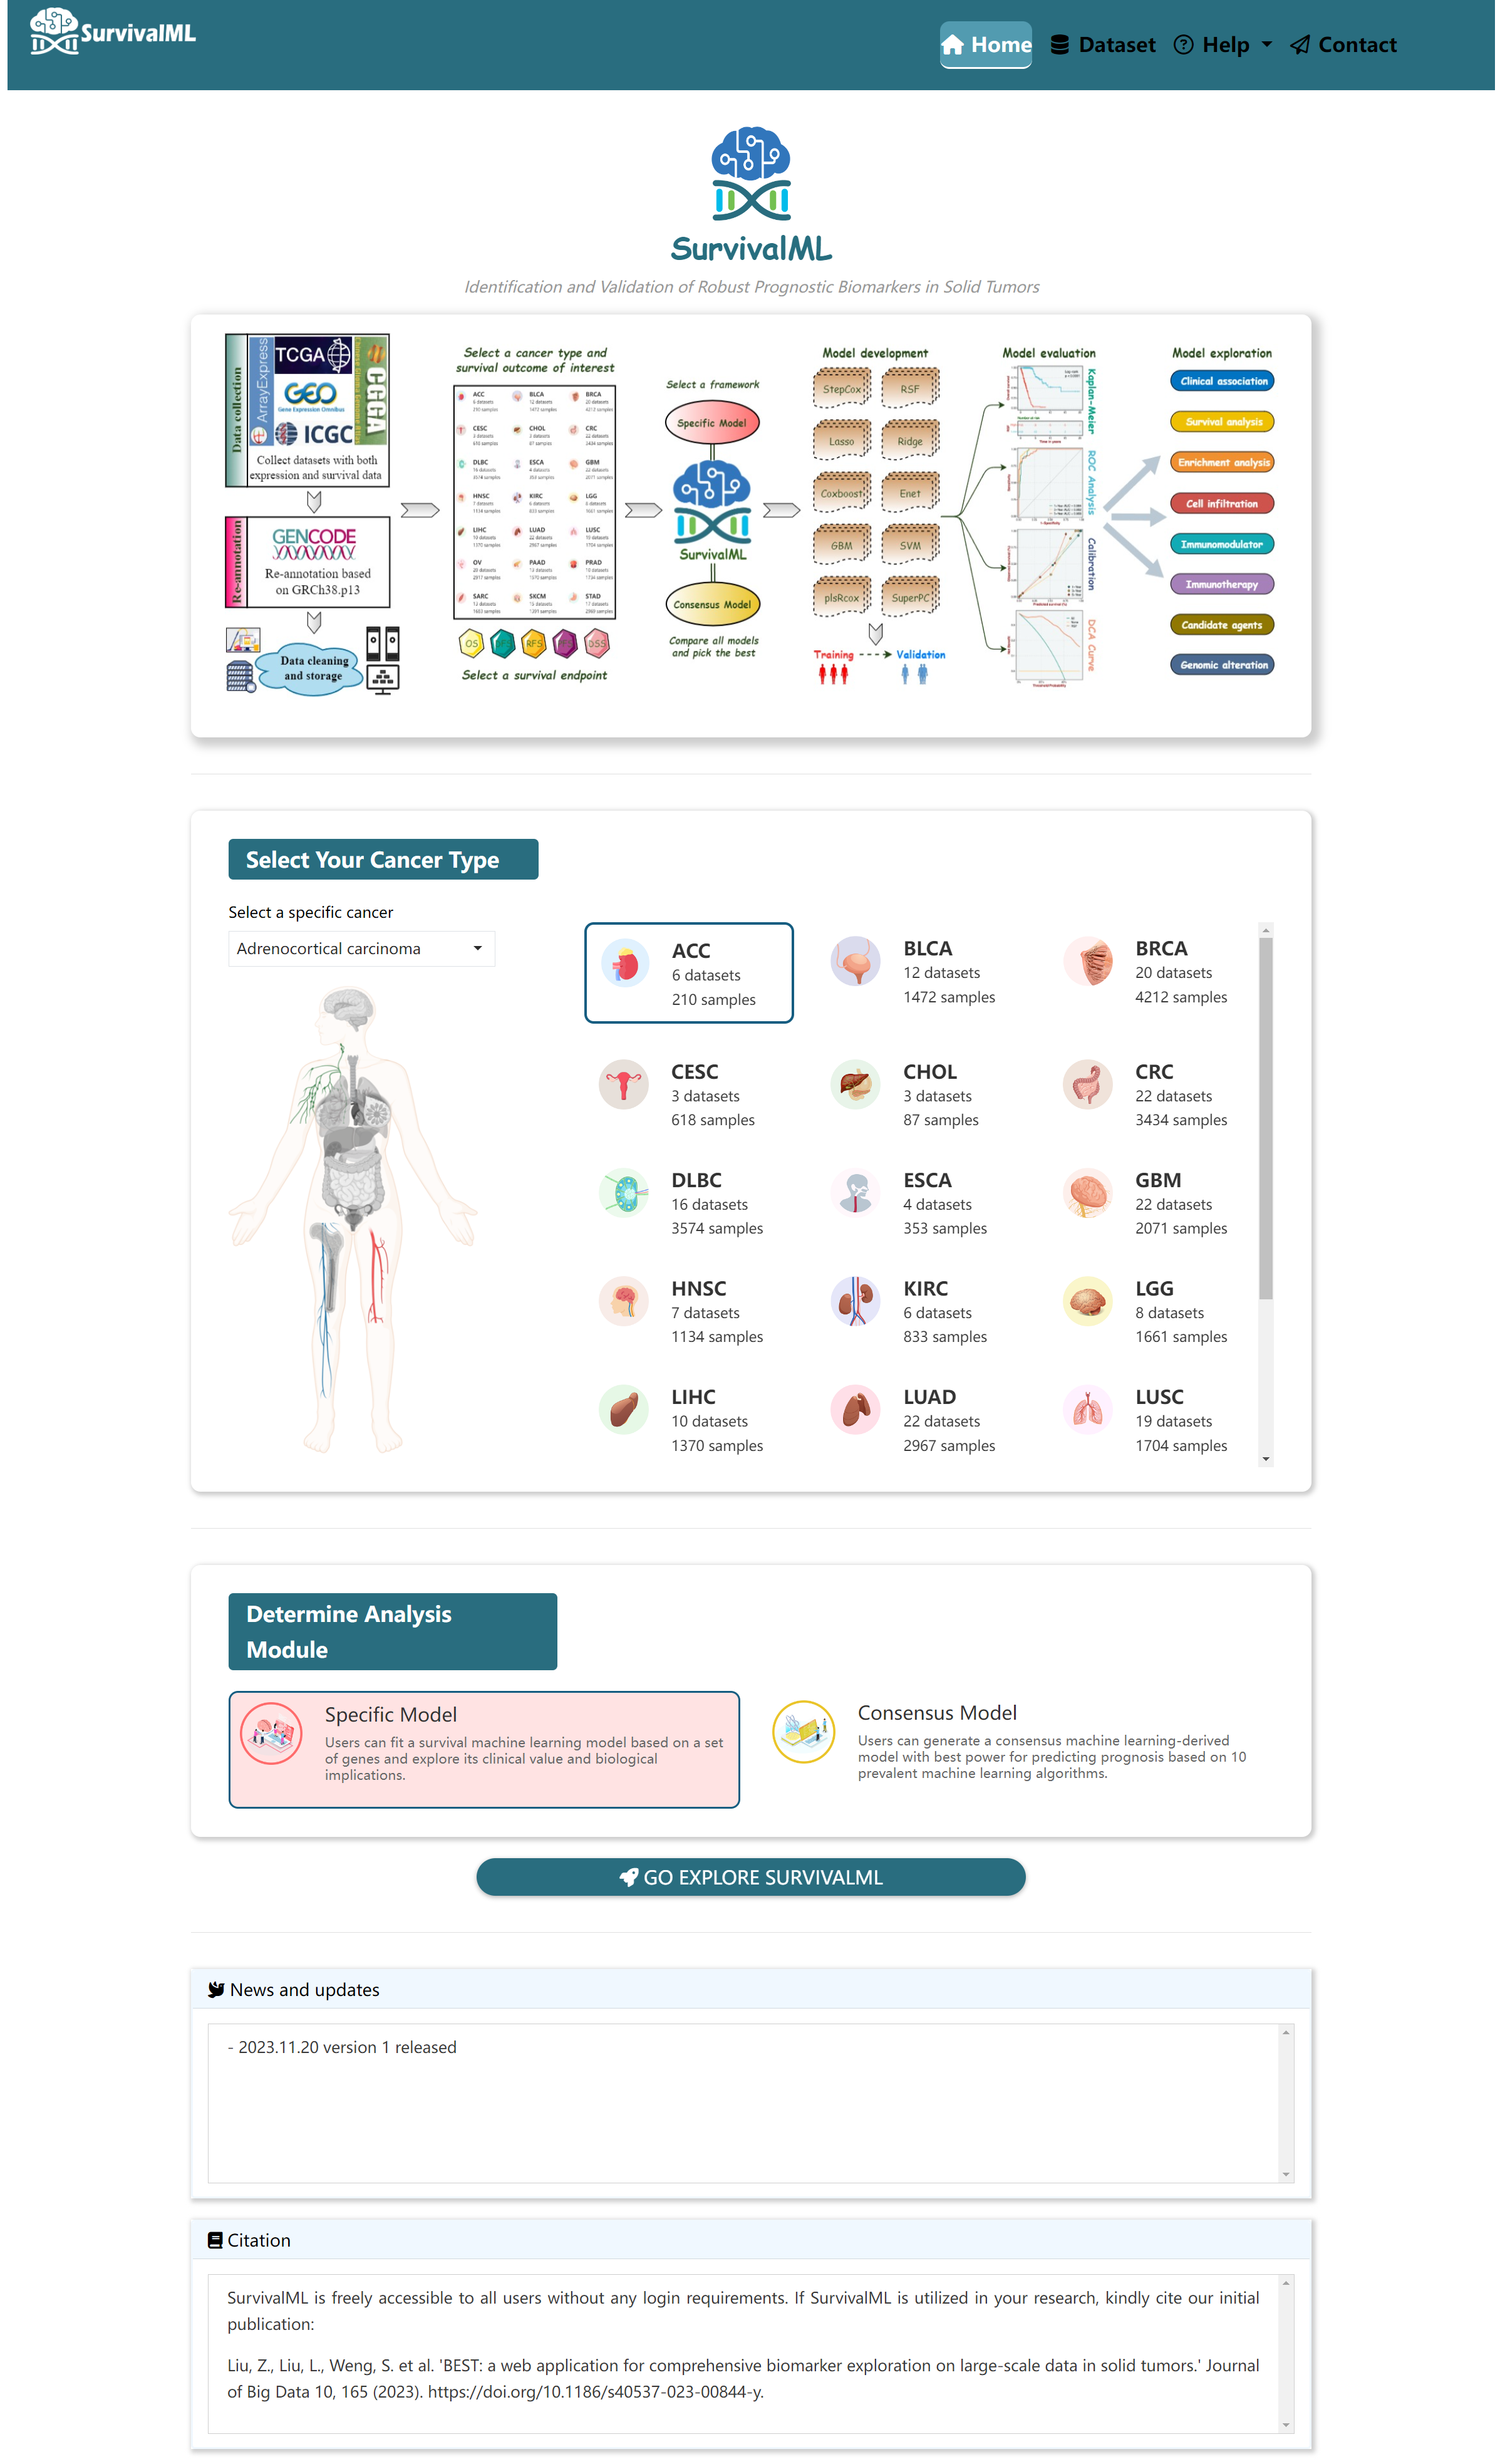 SurvivalML
Home
Dataset
Help
Contact
SurvivalML
Identification and Validation of Robust Prognostic Biomarkers in Solid Tumors
Data collection
ArrayExpress
TCGA
GEO
Gene Expression Omnibus
ICGC
CGGA
Collect datasets with both
expression and survival data
Re-annotation
GENCODE
Re-annotation based
on GRCh38.p13
Data cleaning
and storage
Select a cancer type and
survival outcome of interest
ACC
BLCA
BRCA
CESC
CHOL
CRC
DLBC
ESCA
GBM
HNSC
KIRC
LGG
LIHC
LUAD
LUSC
OV
PAAD
PRAD
SARC
SKCM
STAD
OS
RFS
DSS
Select a survival endpoint
Select a framework
Specific Model
SurvivalML
Consensus Model
Compare all models
and pick the best
Model development
StepCox
RSF
Lasso
Ridge
Coxboost
Enet
GBM
SVM
plsRcox
SuperPC
Training
Validation
Model evaluation
Kaplan-Meier
ROC Analysis
Calibration
DCA Curve
Model exploration
Clinical association
Survival analysis
Enrichment analysis
Cell infiltration
Immunomodulator
Immunotherapy
Candidate agents
Genomic alteration
Select Your Cancer Type
Select a specific cancer
Adrenocortical carcinoma
ACC
6 datasets
210 samples
BLCA
12 datasets
1472 samples
BRCA
20 datasets
4212 samples
CESC
3 datasets
618 samples
CHOL
3 datasets
87 samples
CRC
22 datasets
3434 samples
DLBC
16 datasets
3574 samples
ESCA
4 datasets
353 samples
GBM
22 datasets
2071 samples
HNSC
7 datasets
1134 samples
KIRC
6 datasets
833 samples
LGG
8 datasets
1661 samples
LIHC
10 datasets
1370 samples
LUAD
22 datasets
2967 samples
LUSC
19 datasets
1704 samples
Determine Analysis
Module
Specific Model
Users can fit a survival machine learning model based on a set
of genes and explore its clinical value and biological
implications.
Consensus Model
Users can generate a consensus machine learning-derived
model with best power for predicting prognosis based on 10
prevalent machine learning algorithms.
GO EXPLORE SURVIVALML
News and updates
- 2023.11.20 version 1 released
Citation
SurvivalML is freely accessible to all users without any login requirements. If SurvivalML is utilized in your research, kindly cite our initial
publication:
Liu, Z., Liu, L., Weng, S. et al. 'BEST: a web application for comprehensive biomarker exploration on large-scale data in solid tumors.' Journal
of Big Data 10, 165 (2023). https://doi.org/10.1186/s40537-023-00844-y.